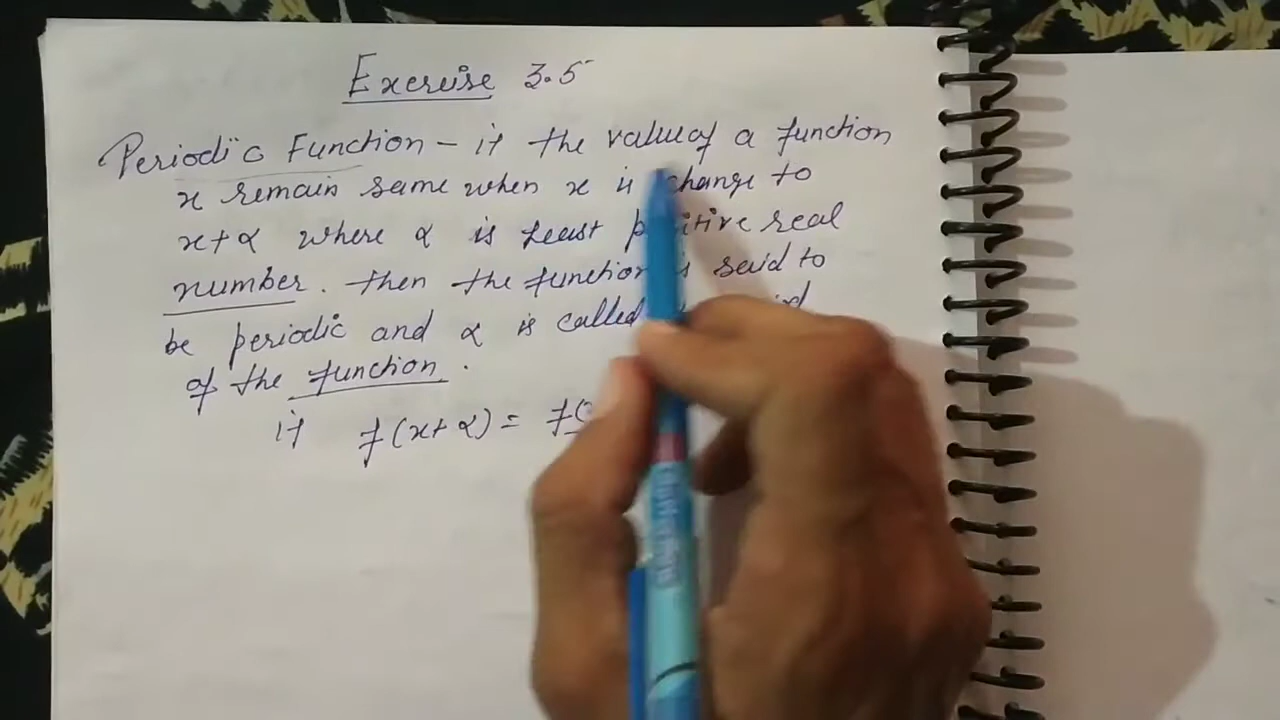 Exercise 3.5
Periodic Function - if the value of a function
x remain same when x is change to
x+α where α is least positive real
number. then the function is said to
be periodic and α is called
of the function.
if f(x+α) = f(